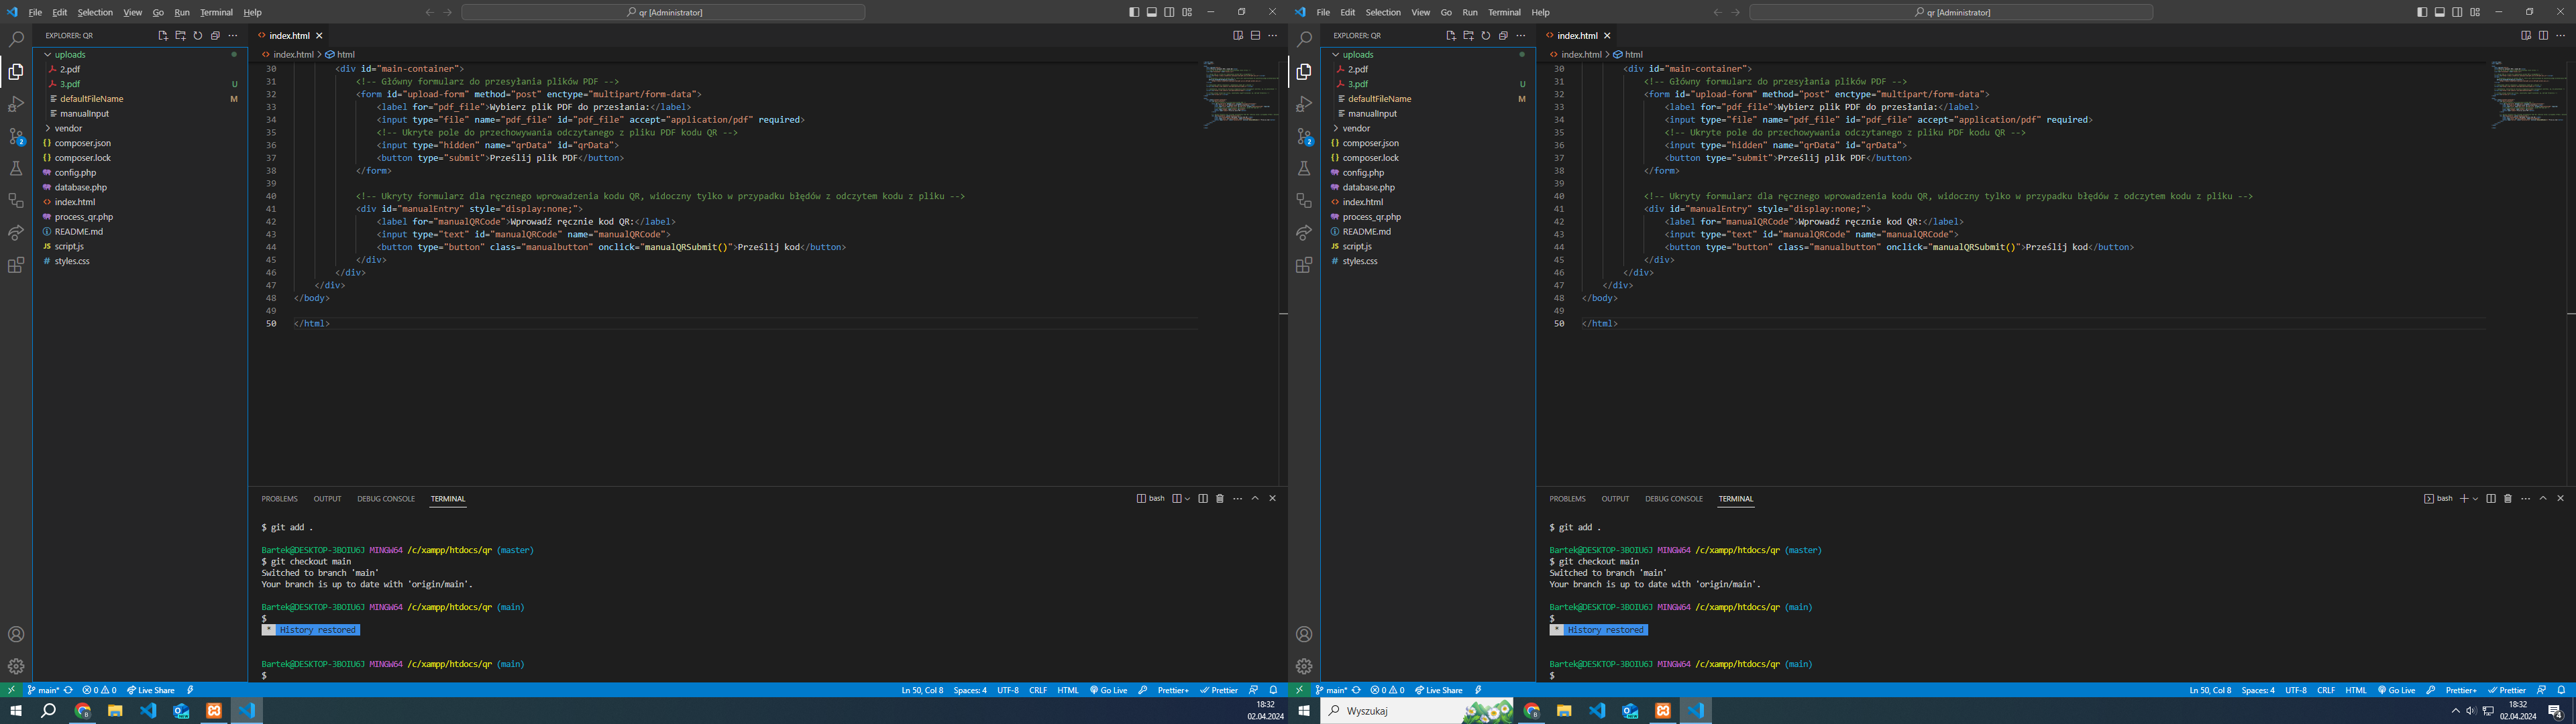 File Edit Selection View Go Run Terminal Help
qr [Administrator]
EXPLORER: QR
uploads
2.pdf
3.pdf U
defaultFileName M
manualInput
vendor
composer.json
composer.lock
config.php
database.php
index.html
process_qr.php
README.md
script.js
styles.css
2
index.html
index.html > html
30 <div id="main-container">
31 <!-- Główny formularz do przesyłania plików PDF -->
32 <form id="upload-form" method="post" enctype="multipart/form-data">
33 <label for="pdf_file">Wybierz plik PDF do przesłania:</label>
34 <input type="file" name="pdf_file" id="pdf_file" accept="application/pdf" required>
35 <!-- Ukryte pole do przechowywania odczytanego z pliku PDF kodu QR -->
36 <input type="hidden" name="qrData" id="qrData">
37 <button type="submit">Prześlij plik PDF</button>
38 </form>
39
40 <!-- Ukryty formularz dla ręcznego wprowadzenia kodu QR, widoczny tylko w przypadku błędów z odczytem kodu z pliku -->
41 <div id="manualEntry" style="display:none;">
42 <label for="manualQRCode">Wprowadź ręcznie kod QR:</label>
43 <input type="text" id="manualQRCode" name="manualQRCode">
44 <button type="button" class="manualbutton" onclick="manualQRSubmit()">Prześlij kod</button>
45 </div>
46 </div>
47 </div>
48 </body>
49
50 </html>
PROBLEMS OUTPUT DEBUG CONSOLE TERMINAL
bash
$ git add .
Bartek@DESKTOP-3BOIU6J MINGW64 /c/xampp/htdocs/qr (master)
$ git checkout main
Switched to branch 'main'
Your branch is up to date with 'origin/main'.
Bartek@DESKTOP-3BOIU6J MINGW64 /c/xampp/htdocs/qr (main)
$
* History restored
Bartek@DESKTOP-3BOIU6J MINGW64 /c/xampp/htdocs/qr (main)
$
main* 0 0 Live Share
Ln 50, Col 8 Spaces: 4 UTF-8 CRLF HTML Go Live Prettier+ Prettier
18:32
02.04.2024
File Edit Selection View Go Run Terminal Help
qr [Administrator]
EXPLORER: QR
uploads
2.pdf
3.pdf U
defaultFileName M
manualInput
vendor
composer.json
composer.lock
config.php
database.php
index.html
process_qr.php
README.md
script.js
styles.css
2
index.html
index.html > html
30 <div id="main-container">
31 <!-- Główny formularz do przesyłania plików PDF -->
32 <form id="upload-form" method="post" enctype="multipart/form-data">
33 <label for="pdf_file">Wybierz plik PDF do przesłania:</label>
34 <input type="file" name="pdf_file" id="pdf_file" accept="application/pdf" required>
35 <!-- Ukryte pole do przechowywania odczytanego z pliku PDF kodu QR -->
36 <input type="hidden" name="qrData" id="qrData">
37 <button type="submit">Prześlij plik PDF</button>
38 </form>
39
40 <!-- Ukryty formularz dla ręcznego wprowadzenia kodu QR, widoczny tylko w przypadku błędów z odczytem kodu z pliku -->
41 <div id="manualEntry" style="display:none;">
42 <label for="manualQRCode">Wprowadź ręcznie kod QR:</label>
43 <input type="text" id="manualQRCode" name="manualQRCode">
44 <button type="button" class="manualbutton" onclick="manualQRSubmit()">Prześlij kod</button>
45 </div>
46 </div>
47 </div>
48 </body>
49
50 </html>
PROBLEMS OUTPUT DEBUG CONSOLE TERMINAL
bash
$ git add .
Bartek@DESKTOP-3BOIU6J MINGW64 /c/xampp/htdocs/qr (master)
$ git checkout main
Switched to branch 'main'
Your branch is up to date with 'origin/main'.
Bartek@DESKTOP-3BOIU6J MINGW64 /c/xampp/htdocs/qr (main)
$
* History restored
Bartek@DESKTOP-3BOIU6J MINGW64 /c/xampp/htdocs/qr (main)
$
main* 0 0 Live Share
Ln 50, Col 8 Spaces: 4 UTF-8 CRLF HTML Go Live Prettier+ Prettier
Wyszukaj
18:32
02.04.2024
4